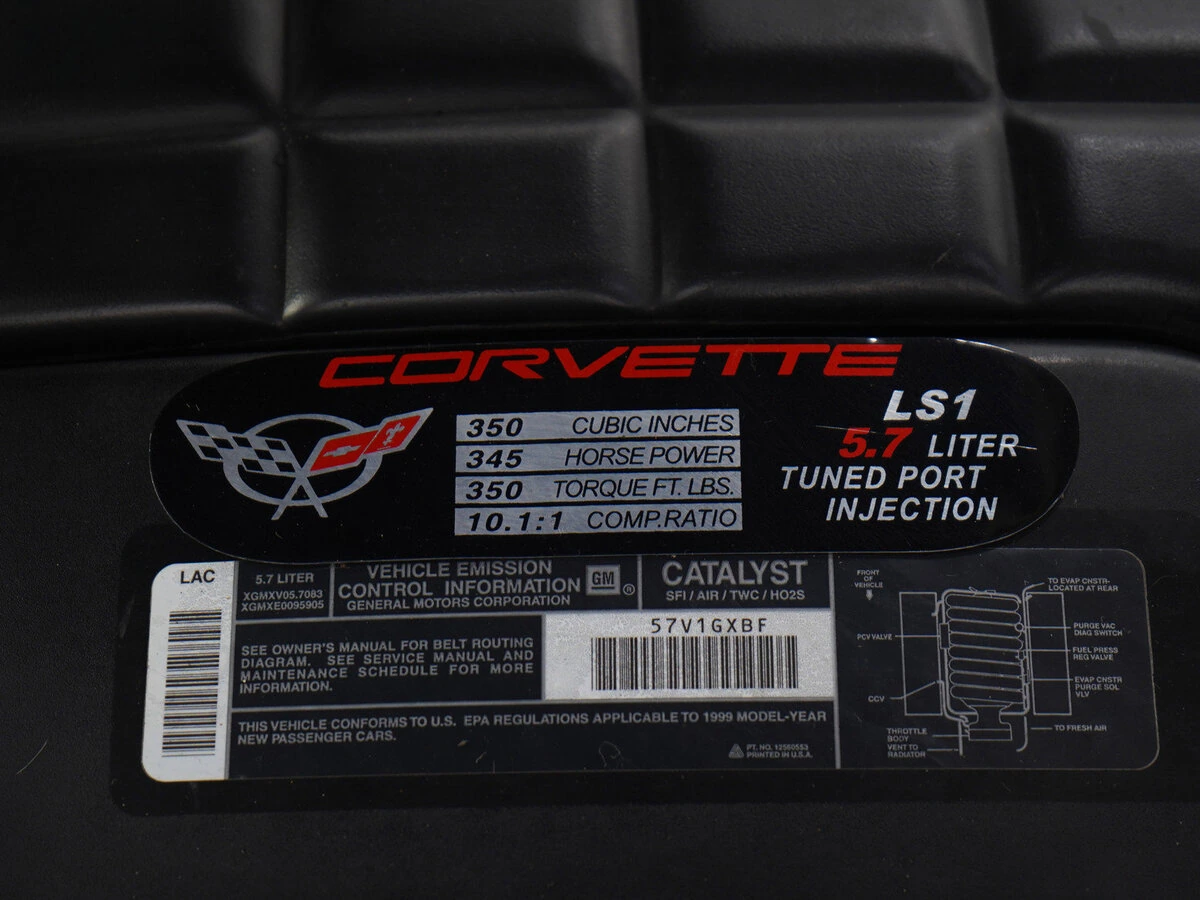 CORVETTE
350 CUBIC INCHES
345 HORSE POWER
350 TORQUE FT. LBS.
10.1:1 COMP.RATIO
LS1
5.7 LITER
TUNED PORT
INJECTION
LAC
5.7 LITER
XGMXV05.7083
XGMXE0095905
VEHICLE EMISSION
CONTROL INFORMATION
GENERAL MOTORS CORPORATION
GM ®
CATALYST
SFI / AIR / TWC / HO2S
SEE OWNER'S MANUAL FOR BELT ROUTING
DIAGRAM. SEE SERVICE MANUAL AND
MAINTENANCE SCHEDULE FOR MORE
INFORMATION.
57V1GXBF
THIS VEHICLE CONFORMS TO U.S. EPA REGULATIONS APPLICABLE TO 1999 MODEL-YEAR
NEW PASSENGER CARS.
PT. NO. 12560553
PRINTED IN U.S.A.
FRONT
OF
VEHICLE
TO EVAP CNSTR-
LOCATED AT REAR
PCV VALVE
PURGE VAC
DIAG SWITCH
FUEL PRESS
REG VALVE
EVAP CNSTR
PURGE SOL
VLV
CCV
THROTTLE
BODY
VENT TO
RADIATOR
TO FRESH AIR